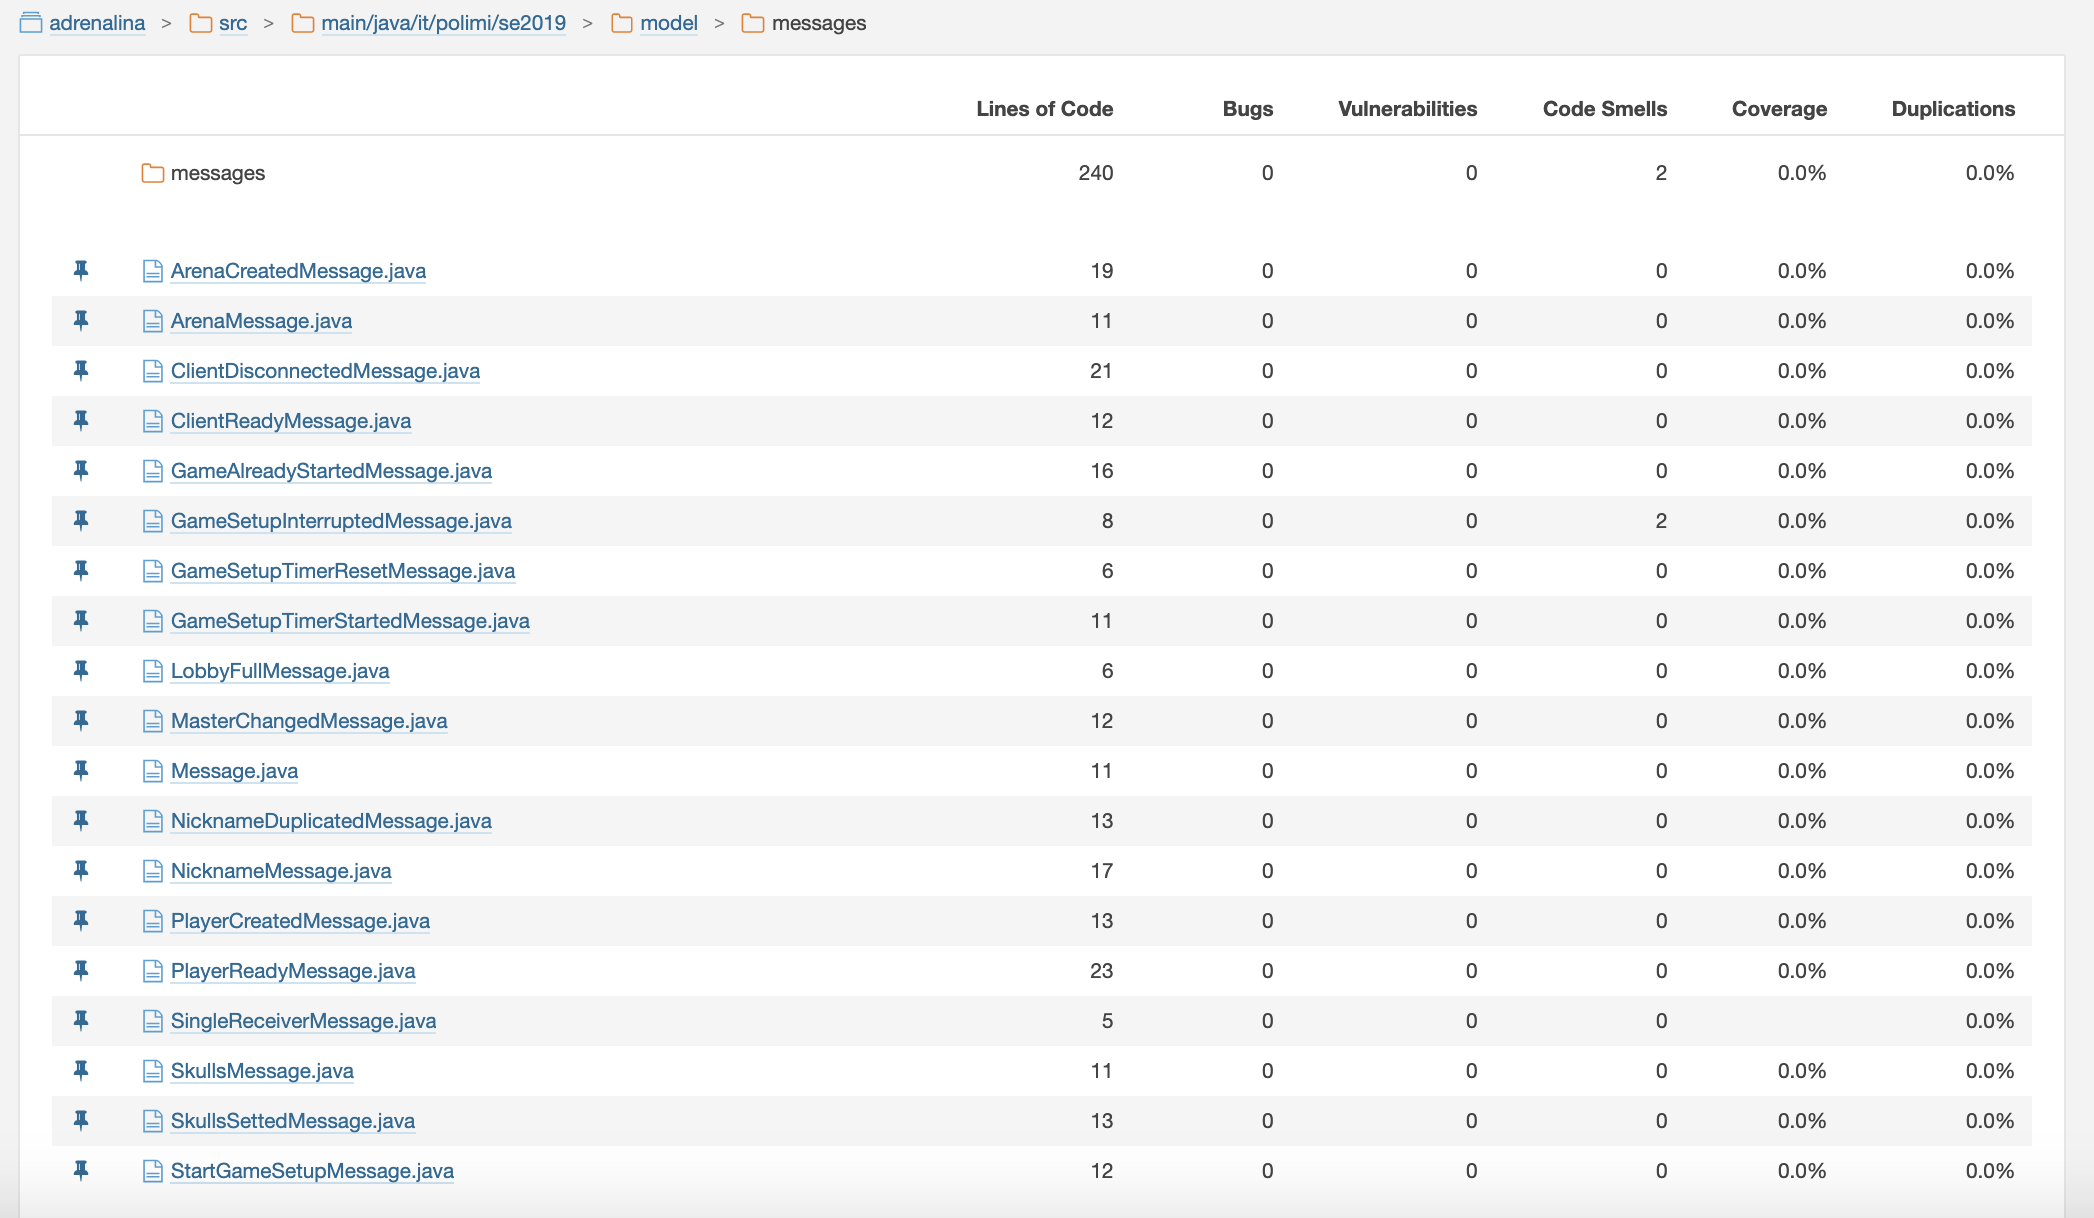 adrenalina > src > main/java/it/polimi/se2019 > model > messages
Lines of Code Bugs Vulnerabilities Code Smells Coverage Duplications
messages 240 0 0 2 0.0% 0.0%
ArenaCreatedMessage.java 19 0 0 0 0.0% 0.0%
ArenaMessage.java 11 0 0 0 0.0% 0.0%
ClientDisconnectedMessage.java 21 0 0 0 0.0% 0.0%
ClientReadyMessage.java 12 0 0 0 0.0% 0.0%
GameAlreadyStartedMessage.java 16 0 0 0 0.0% 0.0%
GameSetupInterruptedMessage.java 8 0 0 2 0.0% 0.0%
GameSetupTimerResetMessage.java 6 0 0 0 0.0% 0.0%
GameSetupTimerStartedMessage.java 11 0 0 0 0.0% 0.0%
LobbyFullMessage.java 6 0 0 0 0.0% 0.0%
MasterChangedMessage.java 12 0 0 0 0.0% 0.0%
Message.java 11 0 0 0 0.0% 0.0%
NicknameDuplicatedMessage.java 13 0 0 0 0.0% 0.0%
NicknameMessage.java 17 0 0 0 0.0% 0.0%
PlayerCreatedMessage.java 13 0 0 0 0.0% 0.0%
PlayerReadyMessage.java 23 0 0 0 0.0% 0.0%
SingleReceiverMessage.java 5 0 0 0 0.0%
SkullsMessage.java 11 0 0 0 0.0% 0.0%
SkullsSettedMessage.java 13 0 0 0 0.0% 0.0%
StartGameSetupMessage.java 12 0 0 0 0.0% 0.0%